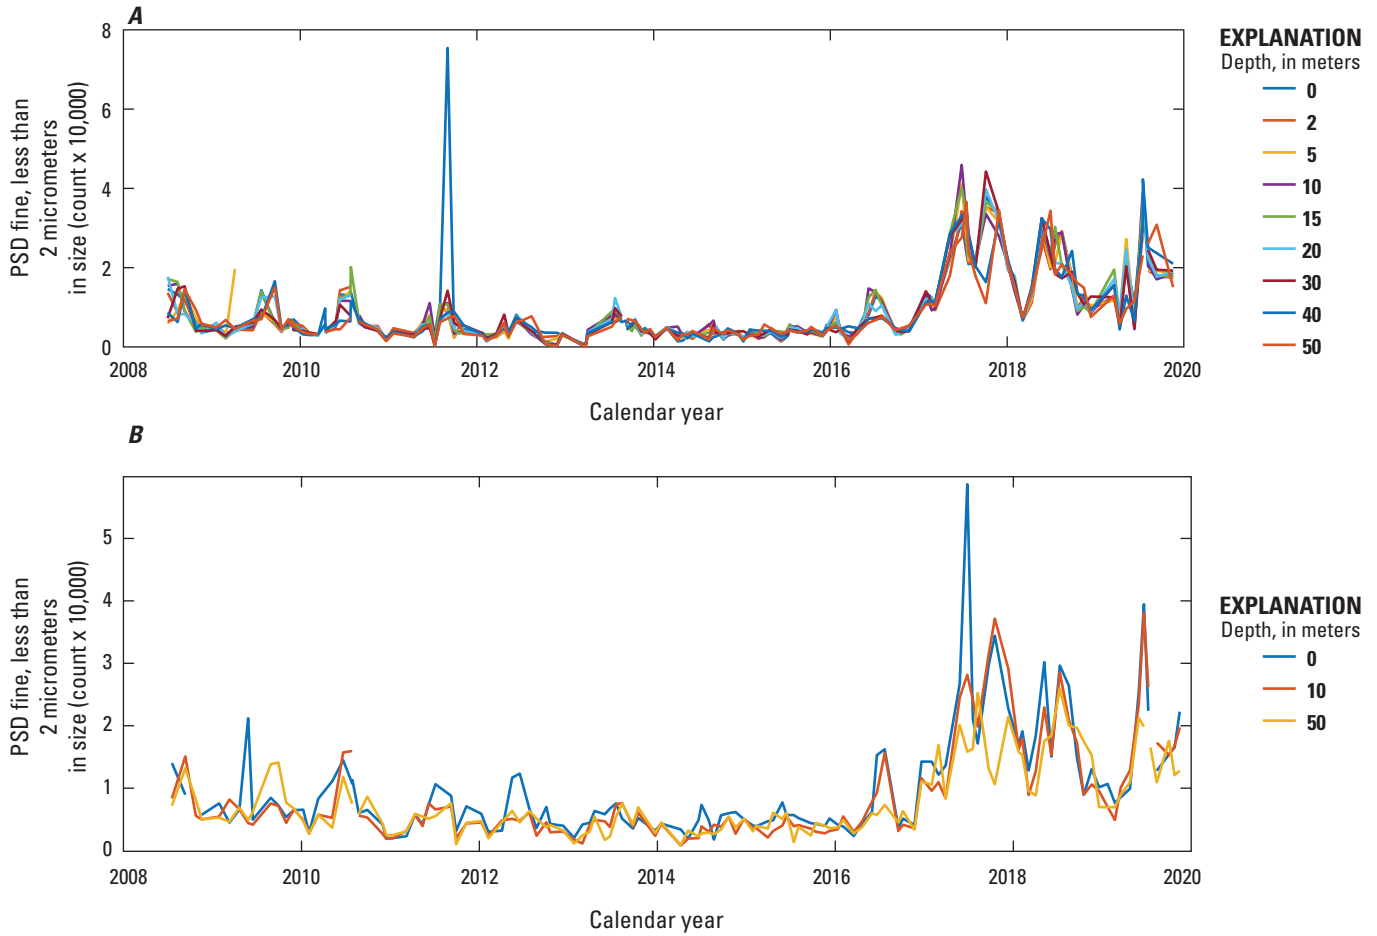 A
PSD fine, less than
2 micrometers
in size (count x 10,000)
8
6
4
2
0
2008 2010 2012 2014 2016 2018 2020
Calendar year
EXPLANATION
Depth, in meters
0
2
5
10
15
20
30
40
50
B
PSD fine, less than
2 micrometers
in size (count x 10,000)
5
4
3
2
1
0
2008 2010 2012 2014 2016 2018 2020
Calendar year
EXPLANATION
Depth, in meters
0
10
50